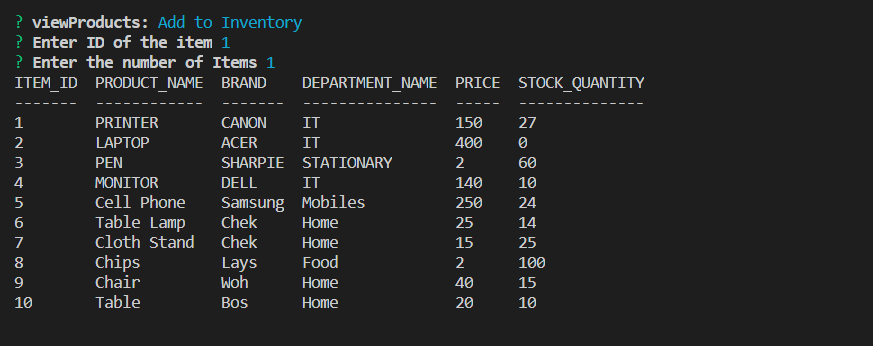 ? viewProducts: Add to Inventory
? Enter ID of the item 1
? Enter the number of Items 1
ITEM_ID  PRODUCT_NAME  BRAND    DEPARTMENT_NAME  PRICE  STOCK_QUANTITY
-------  ------------  -------  ---------------  -----  --------------
1        PRINTER       CANON    IT               150    27
2        LAPTOP        ACER     IT               400    0
3        PEN           SHARPIE  STATIONARY       2      60
4        MONITOR       DELL     IT               140    10
5        Cell Phone    Samsung  Mobiles          250    24
6        Table Lamp    Chek     Home             25     14
7        Cloth Stand   Chek     Home             15     25
8        Chips         Lays     Food             2      100
9        Chair         Woh      Home             40     15
10       Table         Bos      Home             20     10